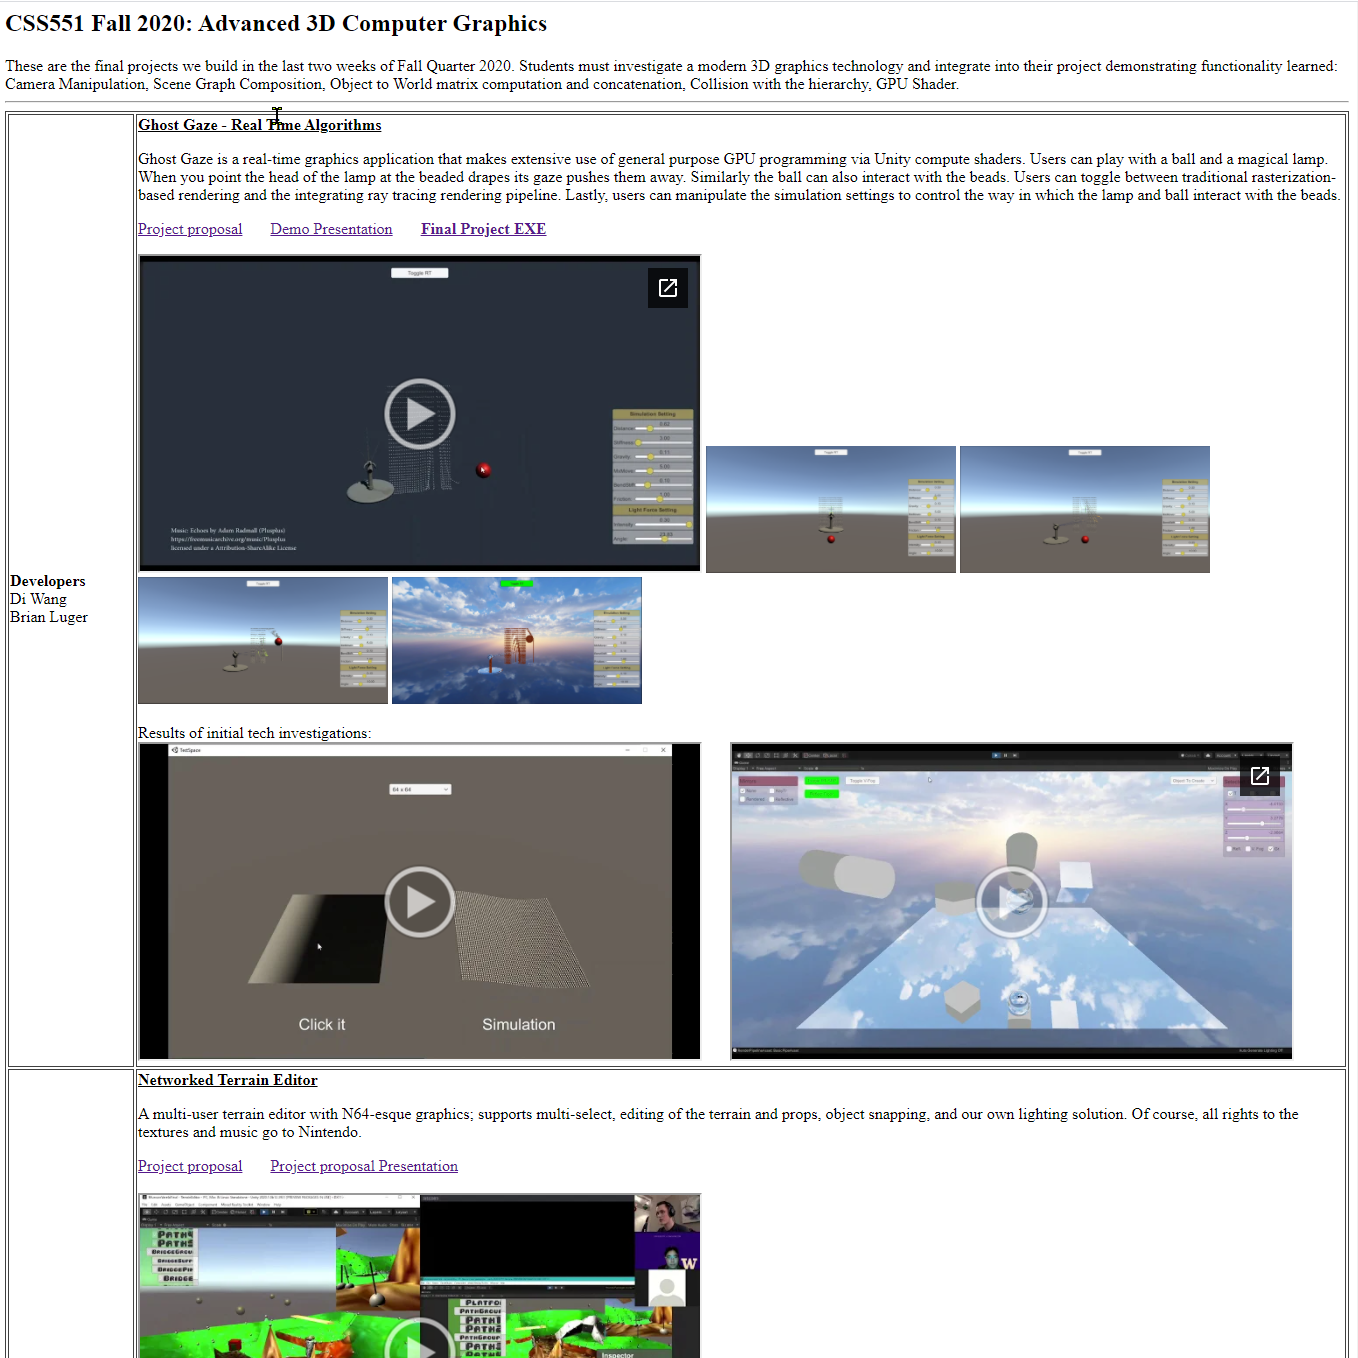 CSS551 Fall 2020: Advanced 3D Computer Graphics
These are the final projects we build in the last two weeks of Fall Quarter 2020. Students must investigate a modern 3D graphics technology and integrate into their project demonstrating functionality learned:
Camera Manipulation, Scene Graph Composition, Object to World matrix computation and concatenation, Collision with the hierarchy, GPU Shader.
Developers
Di Wang
Brian Luger
Ghost Gaze - Real Time Algorithms
Ghost Gaze is a real-time graphics application that makes extensive use of general purpose GPU programming via Unity compute shaders. Users can play with a ball and a magical lamp.
When you point the head of the lamp at the beaded drapes its gaze pushes them away. Similarly the ball can also interact with the beads. Users can toggle between traditional rasterization-
based rendering and the integrating ray tracing rendering pipeline. Lastly, users can manipulate the simulation settings to control the way in which the lamp and ball interact with the beads.
Project proposal Demo Presentation Final Project EXE
Toggle RT
Simulation Setting
Light Force Setting
Music: Echoes by Adam Radmall (Plusplus)
https://freemusicarchive.org/music/Plusplus
licensed under a Attribution-ShareAlike License
Results of initial tech investigations:
TestSpace
64 x 64
Click it Simulation
Networked Terrain Editor
A multi-user terrain editor with N64-esque graphics; supports multi-select, editing of the terrain and props, object snapping, and our own lighting solution. Of course, all rights to the
textures and music go to Nintendo.
Project proposal Project proposal Presentation
W
Inspector